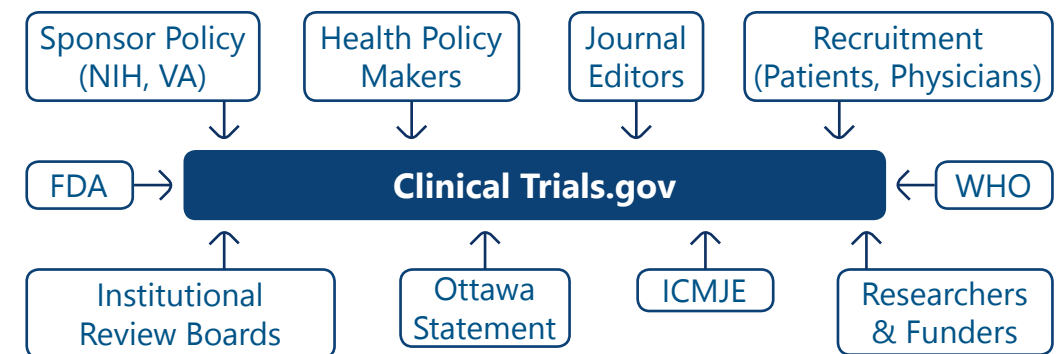 Sponsor Policy
(NIH, VA)
Health Policy
Makers
Journal
Editors
Recruitment
(Patients, Physicians)
FDA
Clinical Trials.gov
WHO
Institutional
Review Boards
Ottawa
Statement
ICMJE
Researchers
& Funders